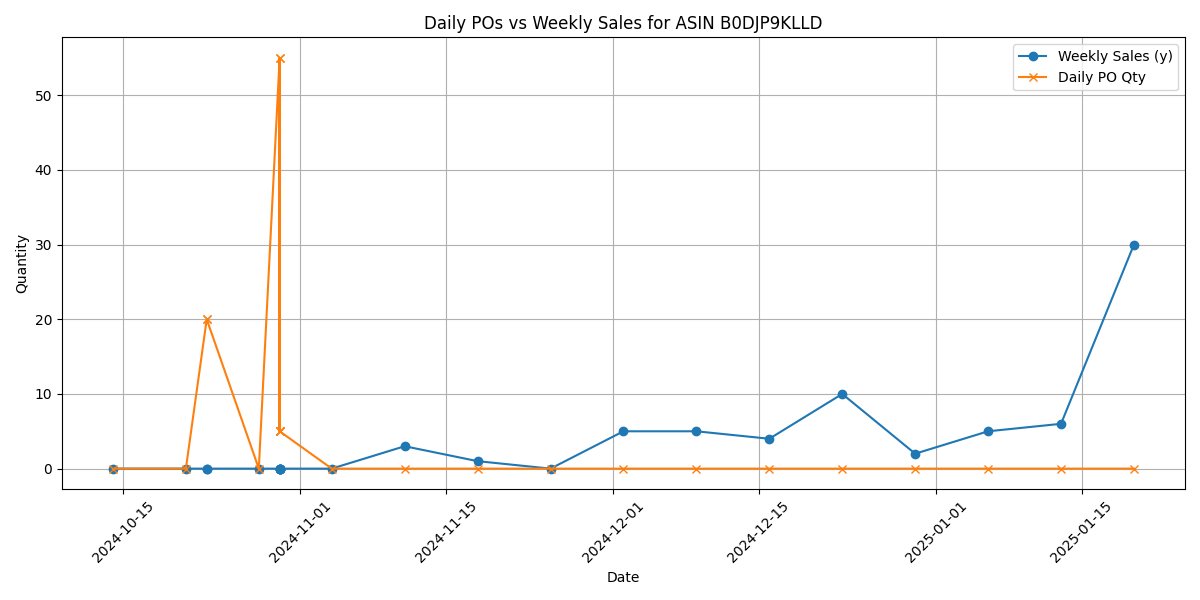 Daily POs vs Weekly Sales for ASIN B0DJP9KLLD
Weekly Sales (y)
Daily PO Qty
Quantity
50
40
30
20
10
0
2024-10-15
2024-11-01
2024-11-15
2024-12-01
2024-12-15
2025-01-01
2025-01-15
Date